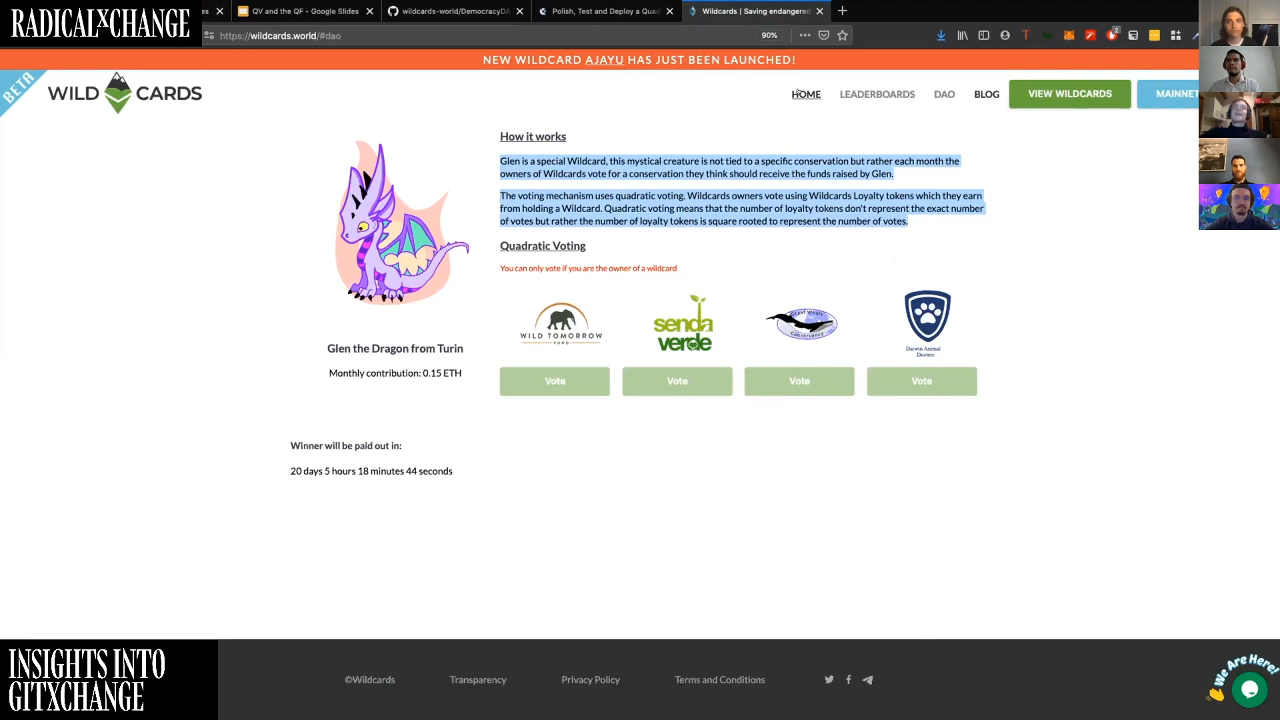 RADICALXCHANGE
s
QV and the QF - Google Slides
wildcards-world/DemocracyDA
Polish, Test and Deploy a Quad
Wildcards | Saving endangered
https://wildcards.world/#dao
90%
NEW WILDCARD AJAYU HAS JUST BEEN LAUNCHED!
BETA
WILD CARDS
HOME
LEADERBOARDS
DAO
BLOG
VIEW WILDCARDS
MAINNET
How it works
Glen is a special Wildcard, this mystical creature is not tied to a specific conservation but rather each month the
owners of Wildcards vote for a conservation they think should receive the funds raised by Glen.
The voting mechanism uses quadratic voting. Wildcards owners vote using Wildcards Loyalty tokens which they earn
from holding a Wildcard. Quadratic voting means that the number of loyalty tokens don't represent the exact number
of votes but rather the number of loyalty tokens is square rooted to represent the number of votes.
Quadratic Voting
You can only vote if you are the owner of a wildcard
WILD TOMORROW
FUND
senda
verde
Conservancy
Darwin Animal
Doctors
Vote
Vote
Vote
Vote
Glen the Dragon from Turin
Monthly contribution: 0.15 ETH
Winner will be paid out in:
20 days 5 hours 18 minutes 44 seconds
INSIGHTS INTO
GITXCHANGE
©Wildcards
Transparency
Privacy Policy
Terms and Conditions
We Are Here!